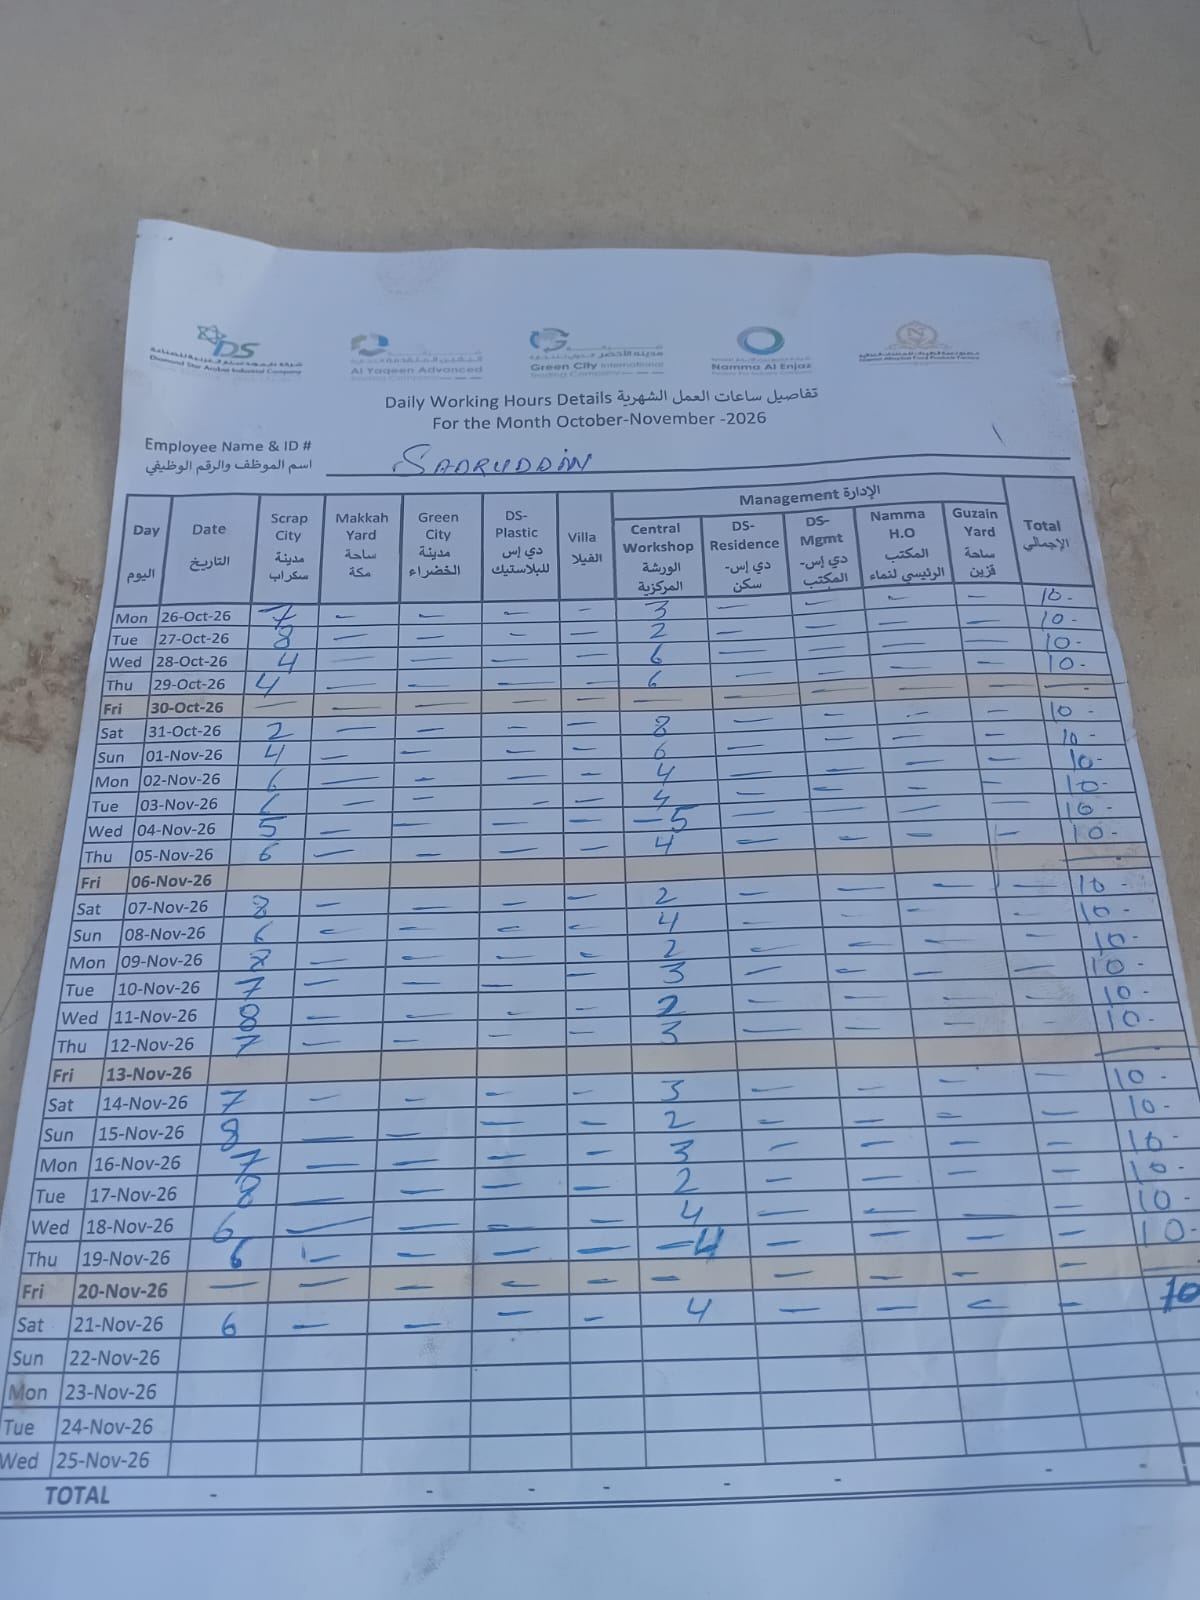 DS
Al Yaqeen Advanced
Green City International
Trading Company
Namma Al Enjaz
Daily Working Hours Details تفاصيل ساعات العمل الشهرية
For the Month October-November -2026
Employee Name & ID #
اسم الموظف والرقم الوظيفي
SADRUDDIN
Management الإدارة
Day اليوم | Date التاريخ | Scrap City مدينة سكراب | Makkah Yard ساحة مكة | Green City مدينة الخضراء | DS-Plastic دي إس للبلاستيك | Villa الفيلا | Central Workshop الورشة المركزية | DS-Residence دي إس- سكن | DS-Mgmt دي إس- المكتب | Namma H.O المكتب الرئيسي لنماء | Guzain Yard ساحة قزين | Total الإجمالي
Mon 26-Oct-26 7 — — — — 3 — — — — 10-
Tue 27-Oct-26 8 — — — — 2 — — — — 10-
Wed 28-Oct-26 4 — — — — 6 — — — — 10-
Thu 29-Oct-26 4 — — — — 6 — — — — 10-
Fri 30-Oct-26 — — — — — — — — — — —
Sat 31-Oct-26 2 — — — — 8 — — — — 10
Sun 01-Nov-26 4 — — — — 6 — — — — 10-
Mon 02-Nov-26 6 — — — — 4 — — — — 10-
Tue 03-Nov-26 6 — — — — 4 — — — — 10-
Wed 04-Nov-26 5 — — — — 5 — — — — 10-
Thu 05-Nov-26 6 — — — — 4 — — — — 10-
Fri 06-Nov-26 —
Sat 07-Nov-26 8 — — — — 2 — — — — 10-
Sun 08-Nov-26 6 — — — — 4 — — — — 10-
Mon 09-Nov-26 8 — — — — 2 — — — — 10-
Tue 10-Nov-26 7 — — — — 3 — — — — 10-
Wed 11-Nov-26 8 — — — — 2 — — — — 10-
Thu 12-Nov-26 7 — — — — 3 — — — — 10-
Fri 13-Nov-26 —
Sat 14-Nov-26 7 — — — — 3 — — — — 10-
Sun 15-Nov-26 8 — — — — 2 — — — — 10-
Mon 16-Nov-26 7 — — — — 3 — — — — 10-
Tue 17-Nov-26 8 — — — — 2 — — — — 10-
Wed 18-Nov-26 6 — — — — 4 — — — — 10-
Thu 19-Nov-26 6 — — — — 4 — — — — 10-
Fri 20-Nov-26 — — — — — — — — — — —
Sat 21-Nov-26 6 — — — — 4 — — — — 10
Sun 22-Nov-26
Mon 23-Nov-26
Tue 24-Nov-26
Wed 25-Nov-26
TOTAL - - - - - - - -